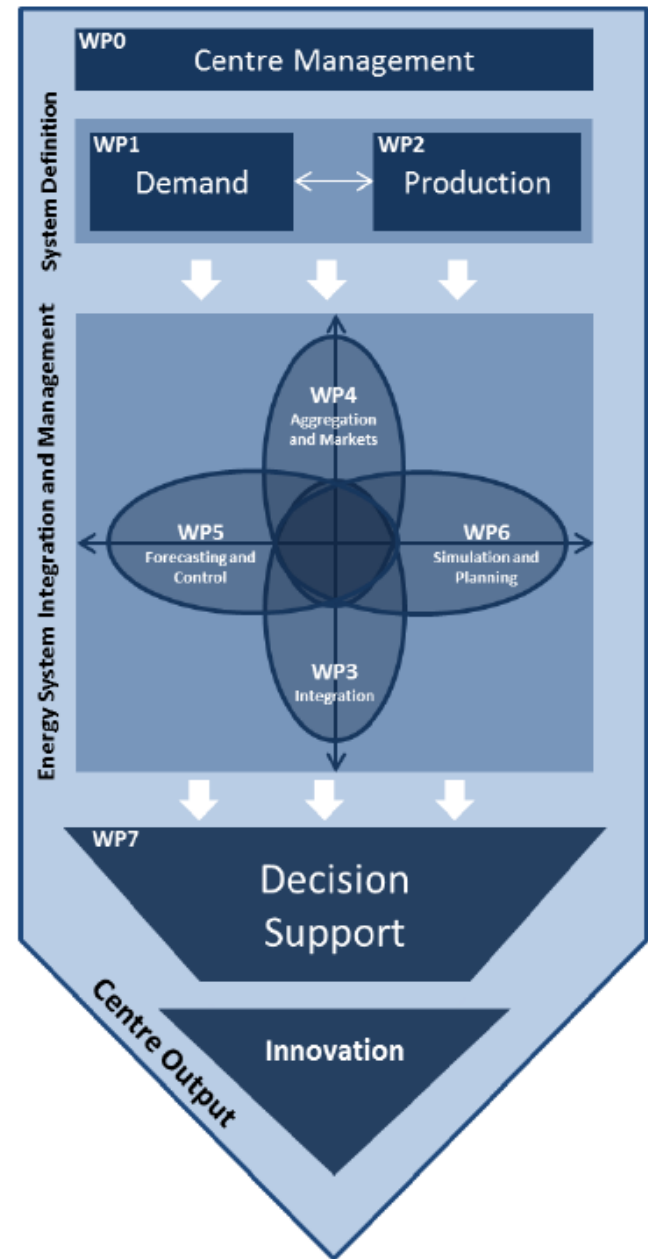 WP0
Centre Management
System Definition
WP1
Demand
WP2
Production
Energy System Integration and Management
WP4
Aggregation
and Markets
WP5
Forecasting and
Control
WP6
Simulation and
Planning
WP3
Integration
WP7
Decision
Support
Centre Output
Innovation